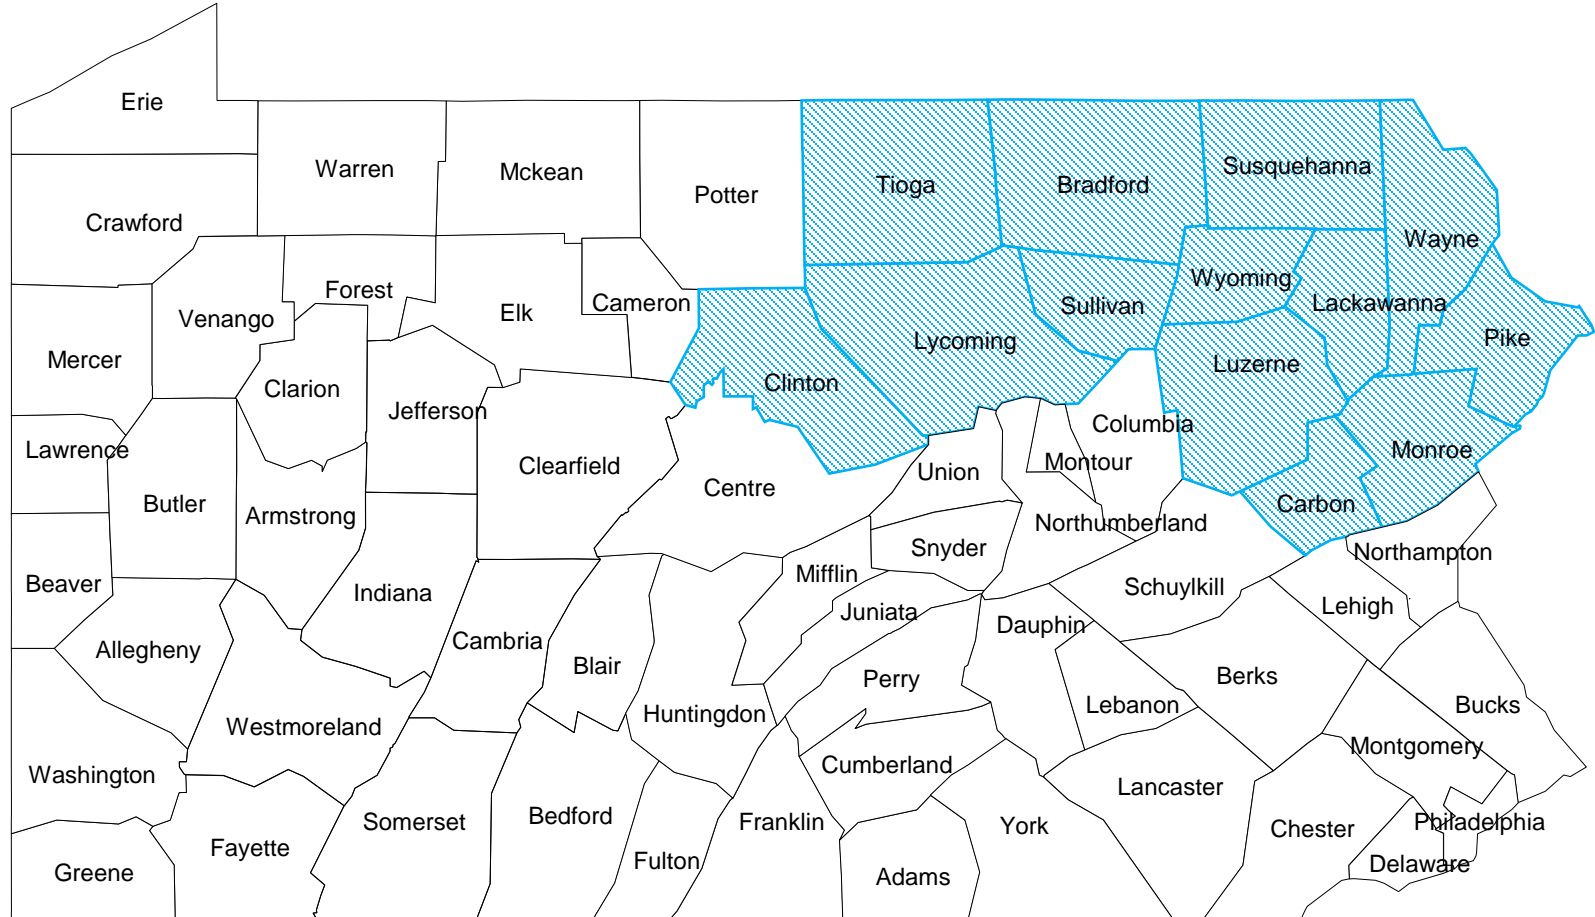 Erie
Warren
Mckean
Potter
Tioga
Bradford
Susquehanna
Wayne
Crawford
Forest
Elk
Cameron
Wyoming
Lackawanna
Sullivan
Venango
Lycoming
Pike
Mercer
Clarion
Jefferson
Clinton
Luzerne
Lawrence
Columbia
Monroe
Clearfield
Centre
Union
Montour
Butler
Armstrong
Carbon
Northumberland
Snyder
Northampton
Beaver
Indiana
Mifflin
Schuylkill
Lehigh
Juniata
Dauphin
Allegheny
Cambria
Blair
Perry
Berks
Huntingdon
Lebanon
Bucks
Westmoreland
Montgomery
Washington
Cumberland
Lancaster
Somerset
Bedford
Franklin
York
Chester
Philadelphia
Fayette
Fulton
Delaware
Greene
Adams